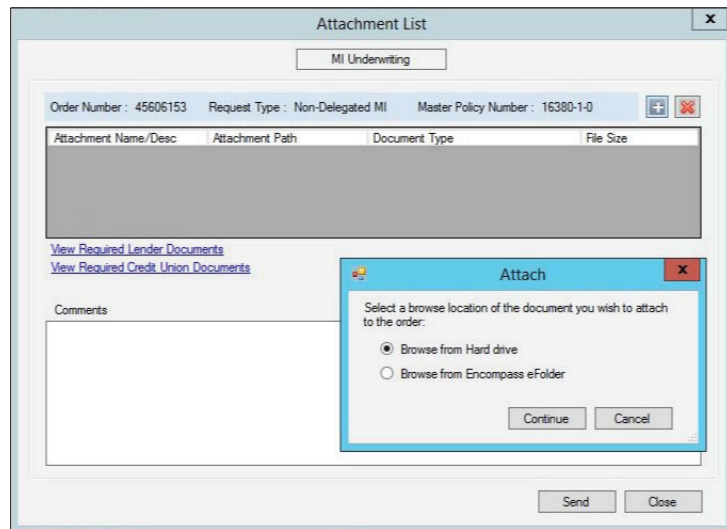 Attachment List
x
MI Underwriting
Order Number : 45606153 Request Type : Non-Delegated MI Master Policy Number : 16380-1-0
Attachment Name/Desc Attachment Path Document Type File Size
View Required Lender Documents
View Required Credit Union Documents
Comments
Attach
x
Select a browse location of the document you wish to attach
to the order:
Browse from Hard drive
Browse from Encompass eFolder
Continue Cancel
Send Close